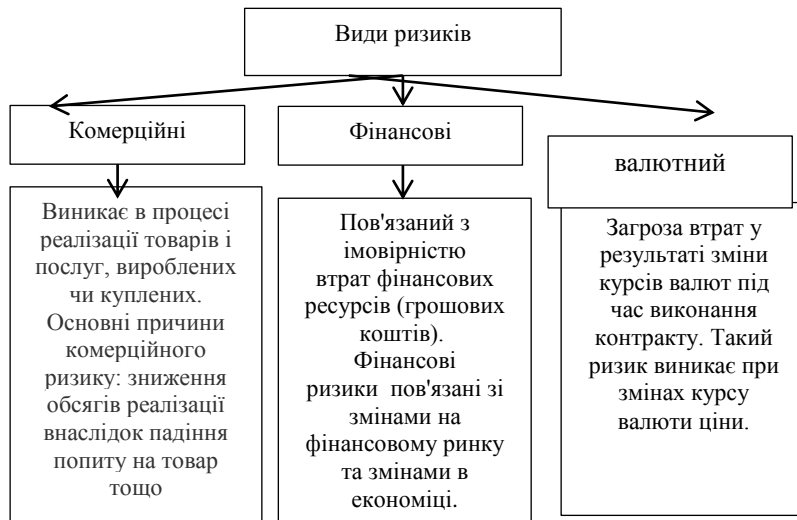 Види ризиків
Комерційні
Фінансові
валютний
Виникає в процесі
реалізації товарів і
послуг, вироблених
чи куплених.
Основні причини
комерційного
ризику: зниження
обсягів реалізації
внаслідок падіння
попиту на товар
тощо
Пов'язаний з
імовірністю
втрат фінансових
ресурсів (грошових
коштів).
Фінансові
ризики пов'язані зі
змінами на
фінансовому ринку
та змінами в
економіці.
Загроза втрат у
результаті зміни
курсів валют під
час виконання
контракту. Такий
ризик виникає при
змінах курсу
валюти ціни.